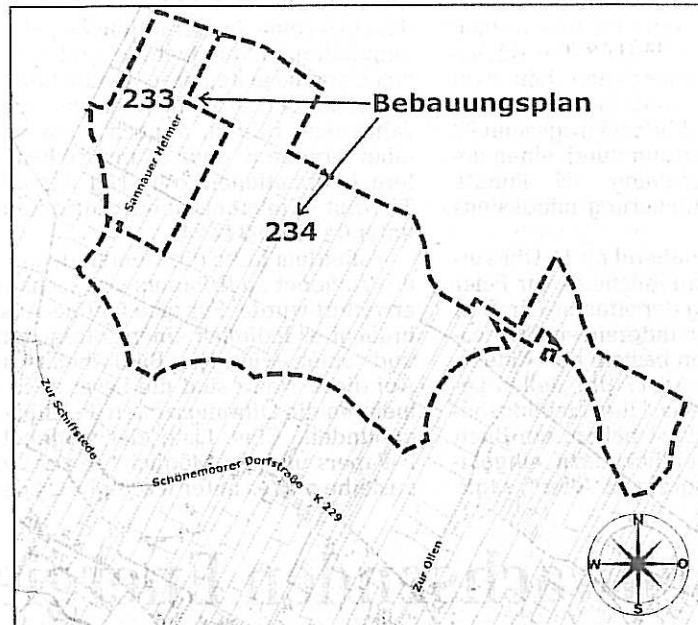 233
Bebauungsplan
Sannauer Helmer
234
Zur Schiffstede
Schönemoorer Dorfstraße K 229
Zur Ollen
N
W
O
S